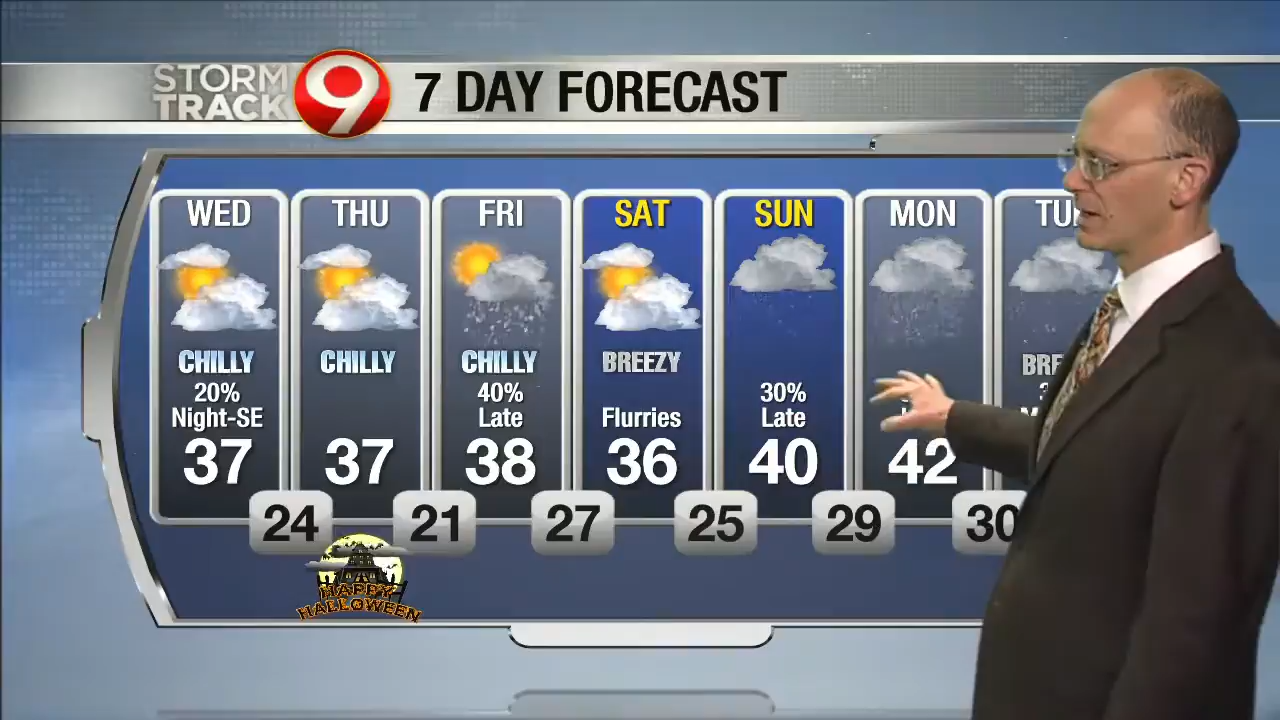 STORM
TRACK
9
7 DAY FORECAST
WED THU FRI SAT SUN MON
CHILLY CHILLY CHILLY BREEZY
20% 40% 30%
Night-SE Late Flurries Late
37 37 38 36 40 42
24 21 27 25 29 30
HAPPY
HALLOWEEN